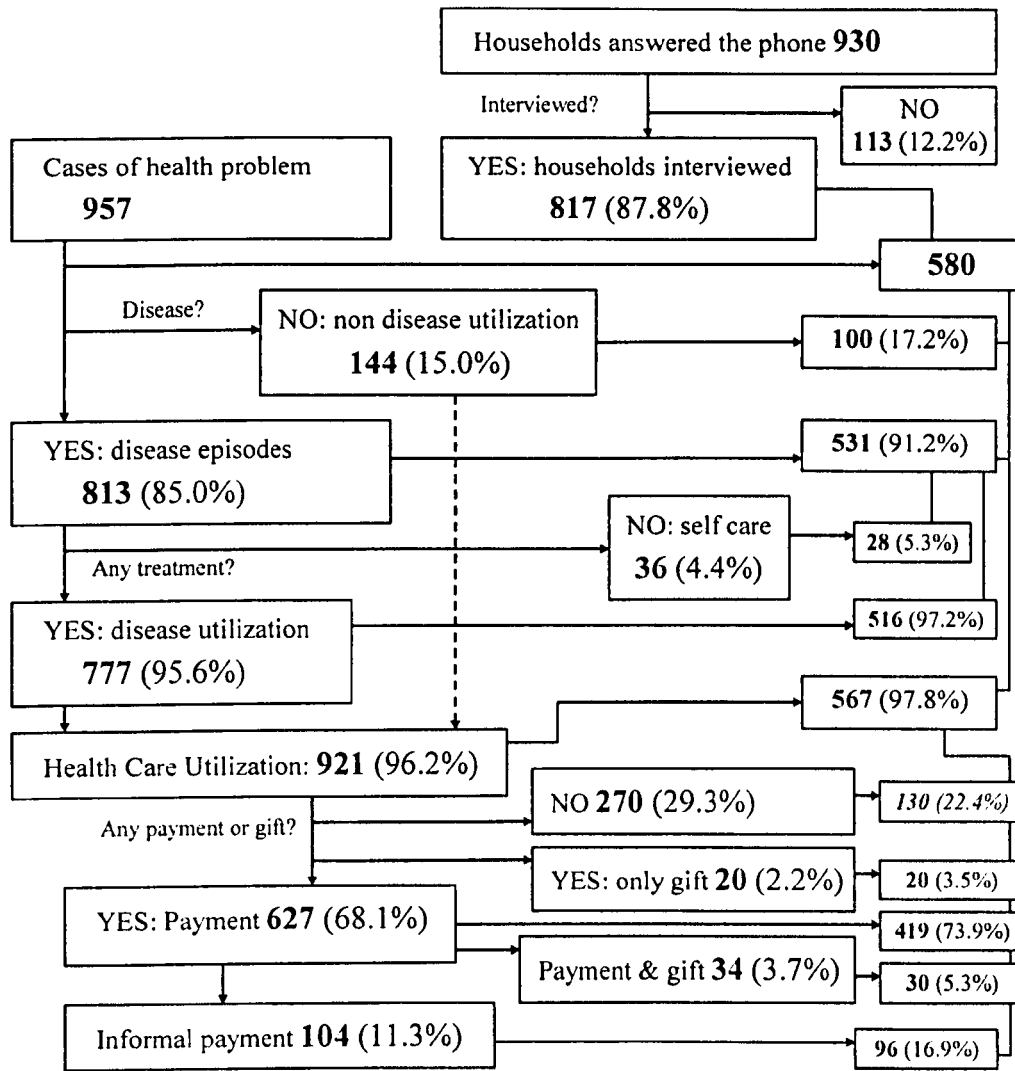 Households answered the phone 930
Interviewed?
NO
113 (12.2%)
Cases of health problem
957
YES: households interviewed
817 (87.8%)
580
Disease?
NO: non disease utilization
144 (15.0%)
100 (17.2%)
YES: disease episodes
813 (85.0%)
531 (91.2%)
NO: self care
36 (4.4%)
28 (5.3%)
Any treatment?
YES: disease utilization
777 (95.6%)
516 (97.2%)
567 (97.8%)
Health Care Utilization: 921 (96.2%)
NO 270 (29.3%)
130 (22.4%)
Any payment or gift?
YES: only gift 20 (2.2%)
20 (3.5%)
YES: Payment 627 (68.1%)
419 (73.9%)
Payment & gift 34 (3.7%)
30 (5.3%)
Informal payment 104 (11.3%)
96 (16.9%)